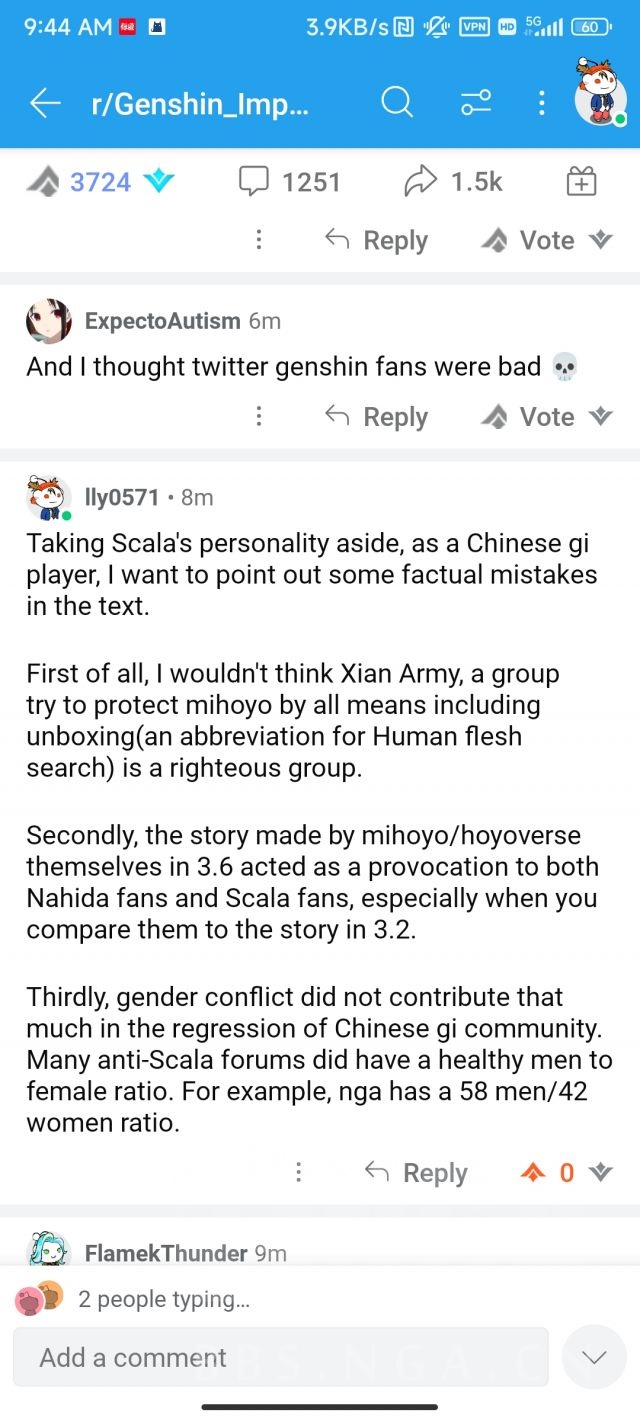 9:44 AM
3.9KB/s VPN HD 5G 60
r/Genshin_Imp...
3724 1251 1.5k
Reply Vote
ExpectoAutism 6m
And I thought twitter genshin fans were bad 💀
Reply Vote
lly0571 • 8m
Taking Scala's personality aside, as a Chinese gi
player, I want to point out some factual mistakes
in the text.
First of all, I wouldn't think Xian Army, a group
try to protect mihoyo by all means including
unboxing(an abbreviation for Human flesh
search) is a righteous group.
Secondly, the story made by mihoyo/hoyoverse
themselves in 3.6 acted as a provocation to both
Nahida fans and Scala fans, especially when you
compare them to the story in 3.2.
Thirdly, gender conflict did not contribute that
much in the regression of Chinese gi community.
Many anti-Scala forums did have a healthy men to
female ratio. For example, nga has a 58 men/42
women ratio.
Reply 0
FlamekThunder 9m
2 people typing...
Add a comment
BBS.NGA.C